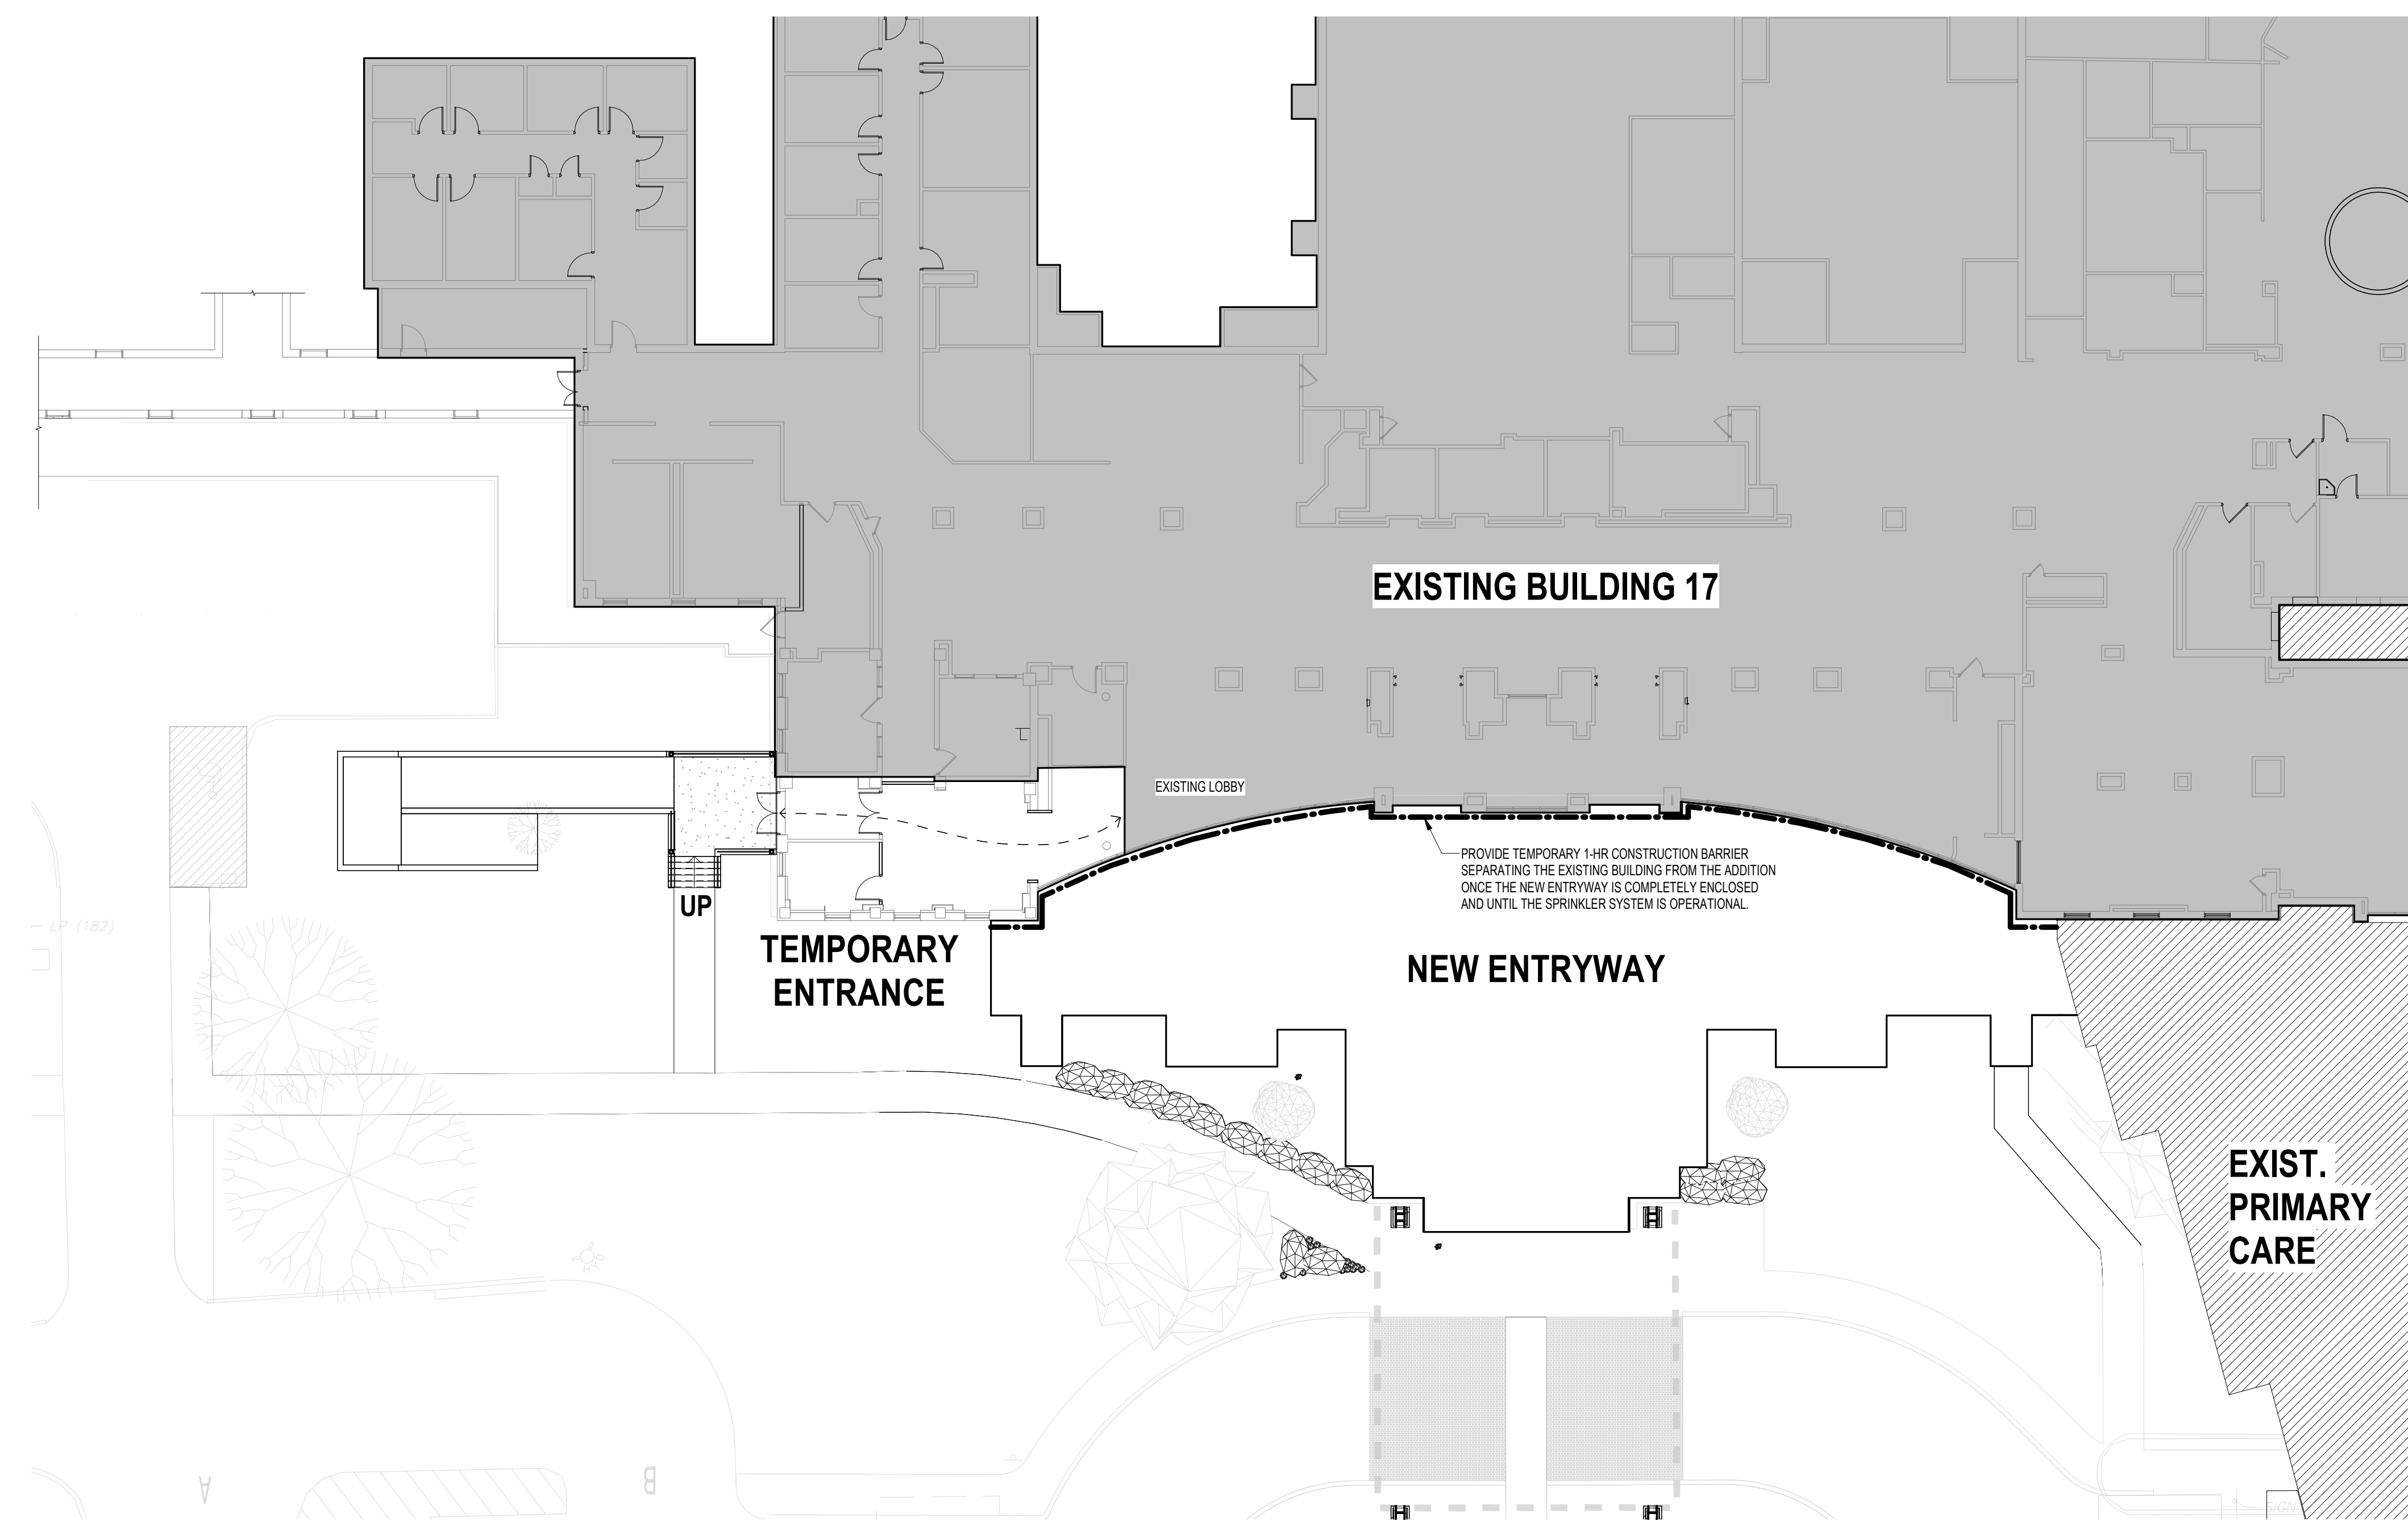 EXISTING BUILDING 17
EXISTING LOBBY
PROVIDE TEMPORARY 1-HR CONSTRUCTION BARRIER
SEPARATING THE EXISTING BUILDING FROM THE ADDITION
ONCE THE NEW ENTRYWAY IS COMPLETELY ENCLOSED
AND UNTIL THE SPRINKLER SYSTEM IS OPERATIONAL.
UP
LP (182)
TEMPORARY
ENTRANCE
NEW ENTRYWAY
EXIST.
PRIMARY
CARE
A
B
SIGN